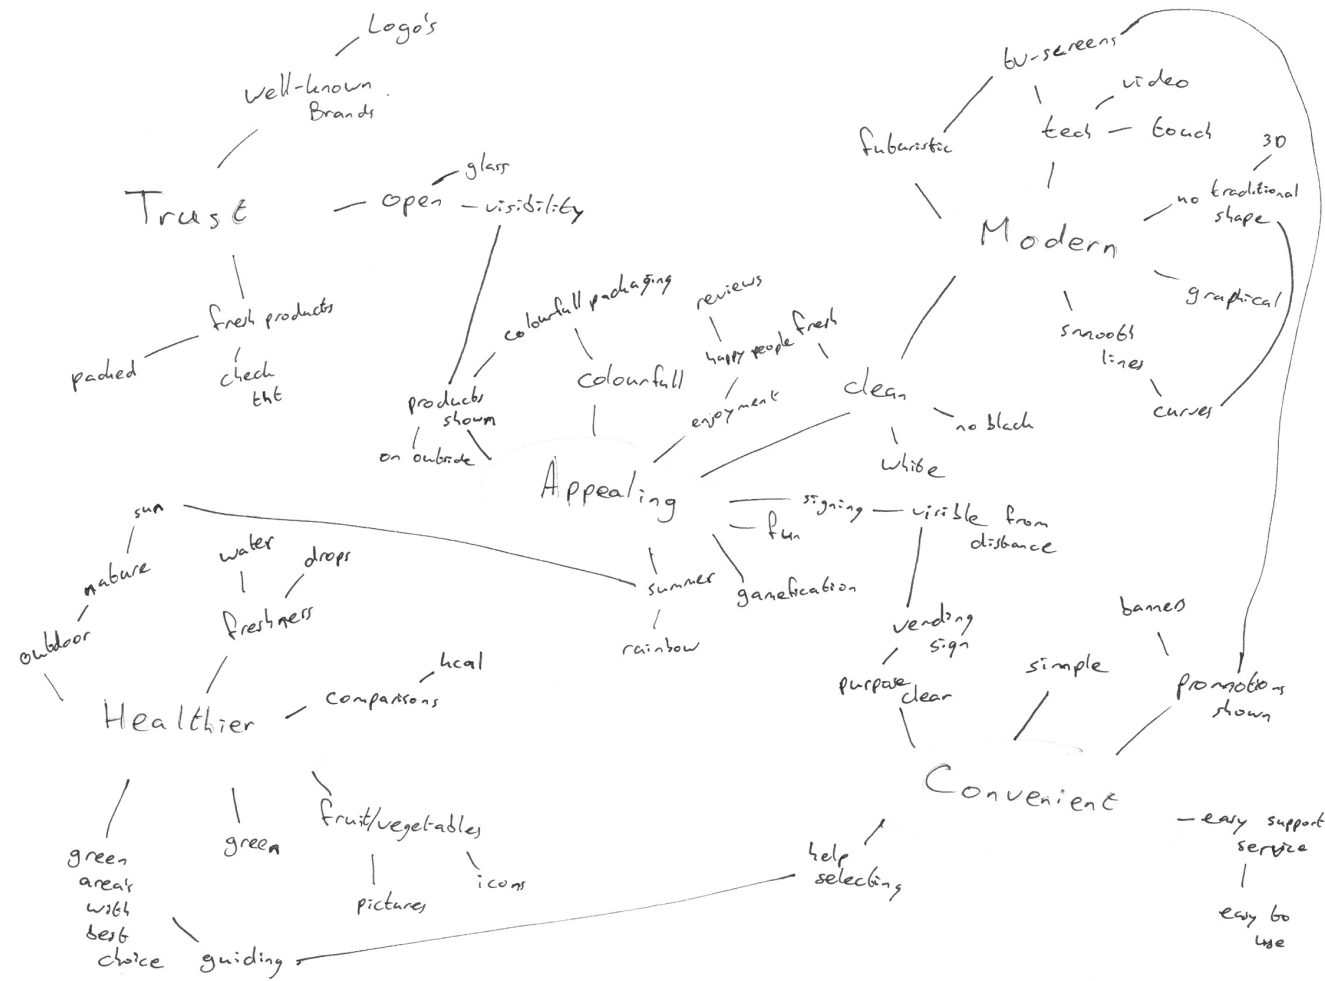 Logo's
well-known
Brands
Trust
open
glass
visibility
fresh products
packed
check
tht
tv-screens
video
tech
touch
futuristic
3D
no traditional
shape
Modern
graphical
smooth
lines
curves
colourfull packaging
reviews
happy people
fresh
colourfull
enjoyment
clean
no black
white
products
shown
on outside
Appealing
signing
visible from
distance
fun
gamefication
summer
rainbow
sun
nature
outdoor
water
drops
freshness
Healthier
comparisons
kcal
vending
sign
purpose
clear
simple
banners
promotions
shown
Convenient
easy support
service
easy to
use
help
selecting
fruit/vegetables
pictures
icons
green
green
area's
with
best
choice
guiding